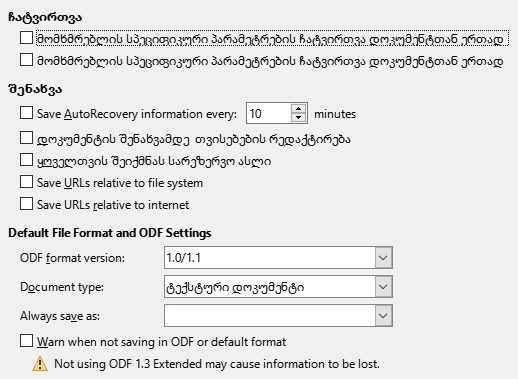 ჩატვირთვა
მომხმრებლის სპეციფიკური პარამეტრების ჩატვირთვა დოკუმენტთან ერთად
მომხმრებლის სპეციფიკური პარამეტრების ჩატვირთვა დოკუმენტთან ერთად
შენახვა
Save AutoRecovery information every: 10 minutes
დოკუმენტის შენახვამდე თვისებების რედაქტირება
ყოველთვის შეიქმნას სარეზერვო ასლი
Save URLs relative to file system
Save URLs relative to internet
Default File Format and ODF Settings
ODF format version: 1.0/1.1
Document type: ტექსტური დოკუმენტი
Always save as:
Warn when not saving in ODF or default format
Not using ODF 1.3 Extended may cause information to be lost.